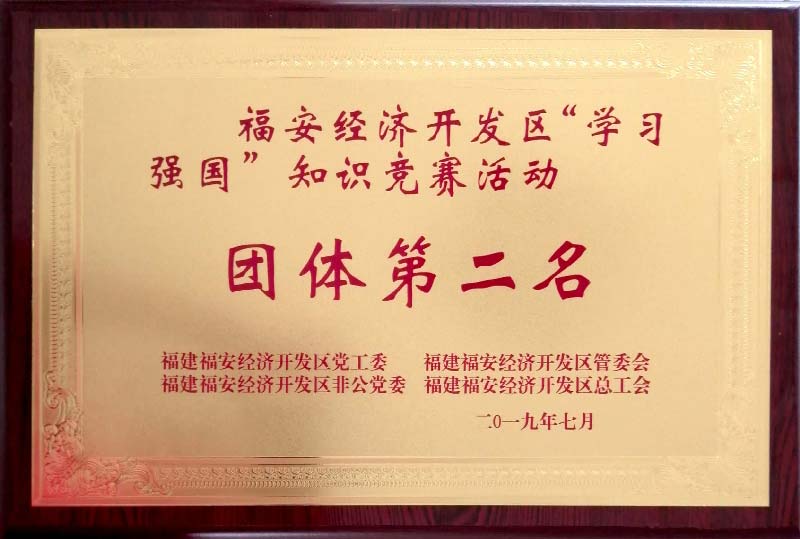 福安经济开发区“学习
强国” 知识竞赛活动
团体第二名
福建福安经济开发区党工委 福建福安经济开发区管委会
福建福安经济开发区非公党委 福建福安经济开发区总工会
二0一九年七月